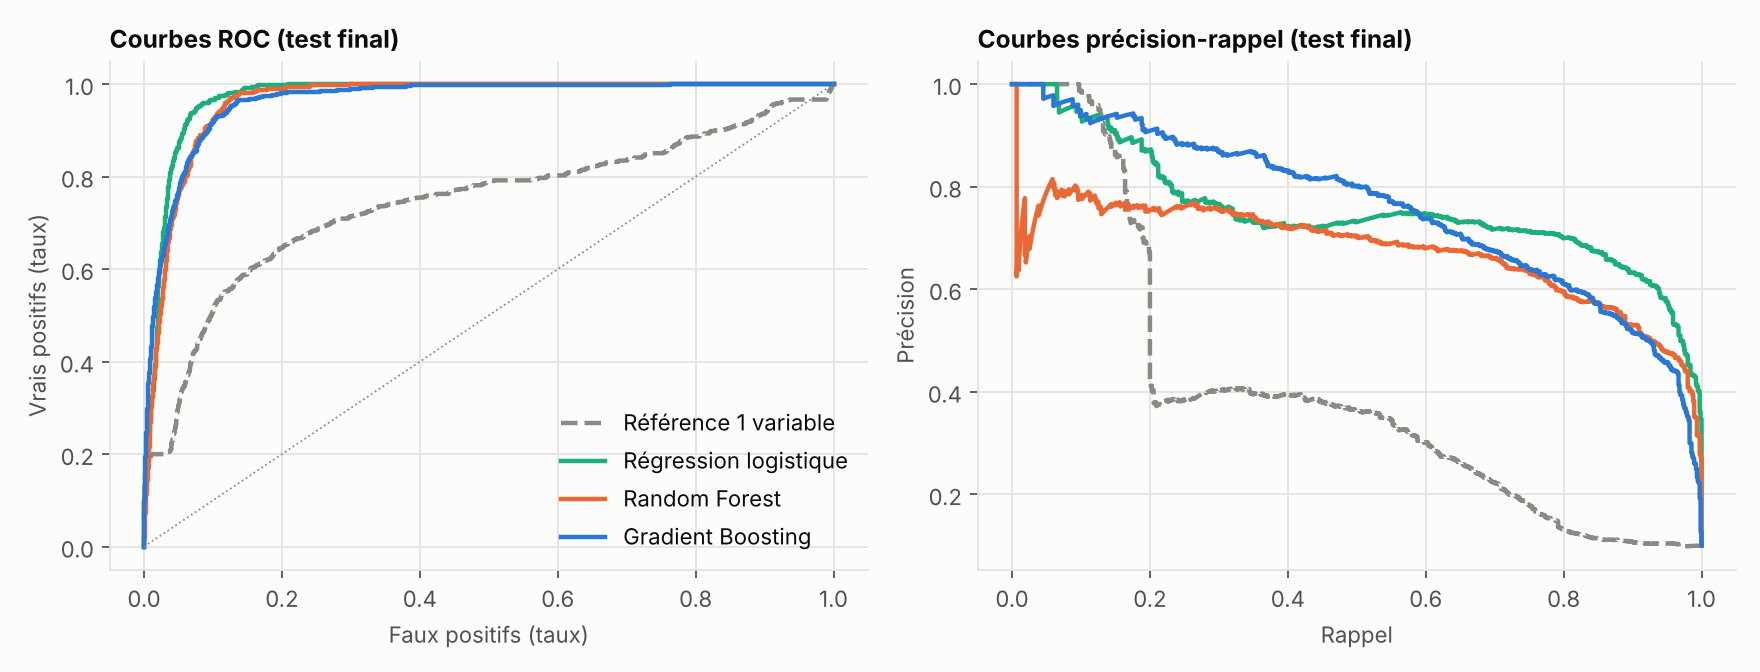 Courbes ROC (test final)
1.0
0.8
0.6
0.4
0.2
0.0
Vrais positifs (taux)
0.0 0.2 0.4 0.6 0.8 1.0
Faux positifs (taux)
Référence 1 variable
Régression logistique
Random Forest
Gradient Boosting
Courbes précision-rappel (test final)
1.0
0.8
0.6
0.4
0.2
Précision
0.0 0.2 0.4 0.6 0.8 1.0
Rappel